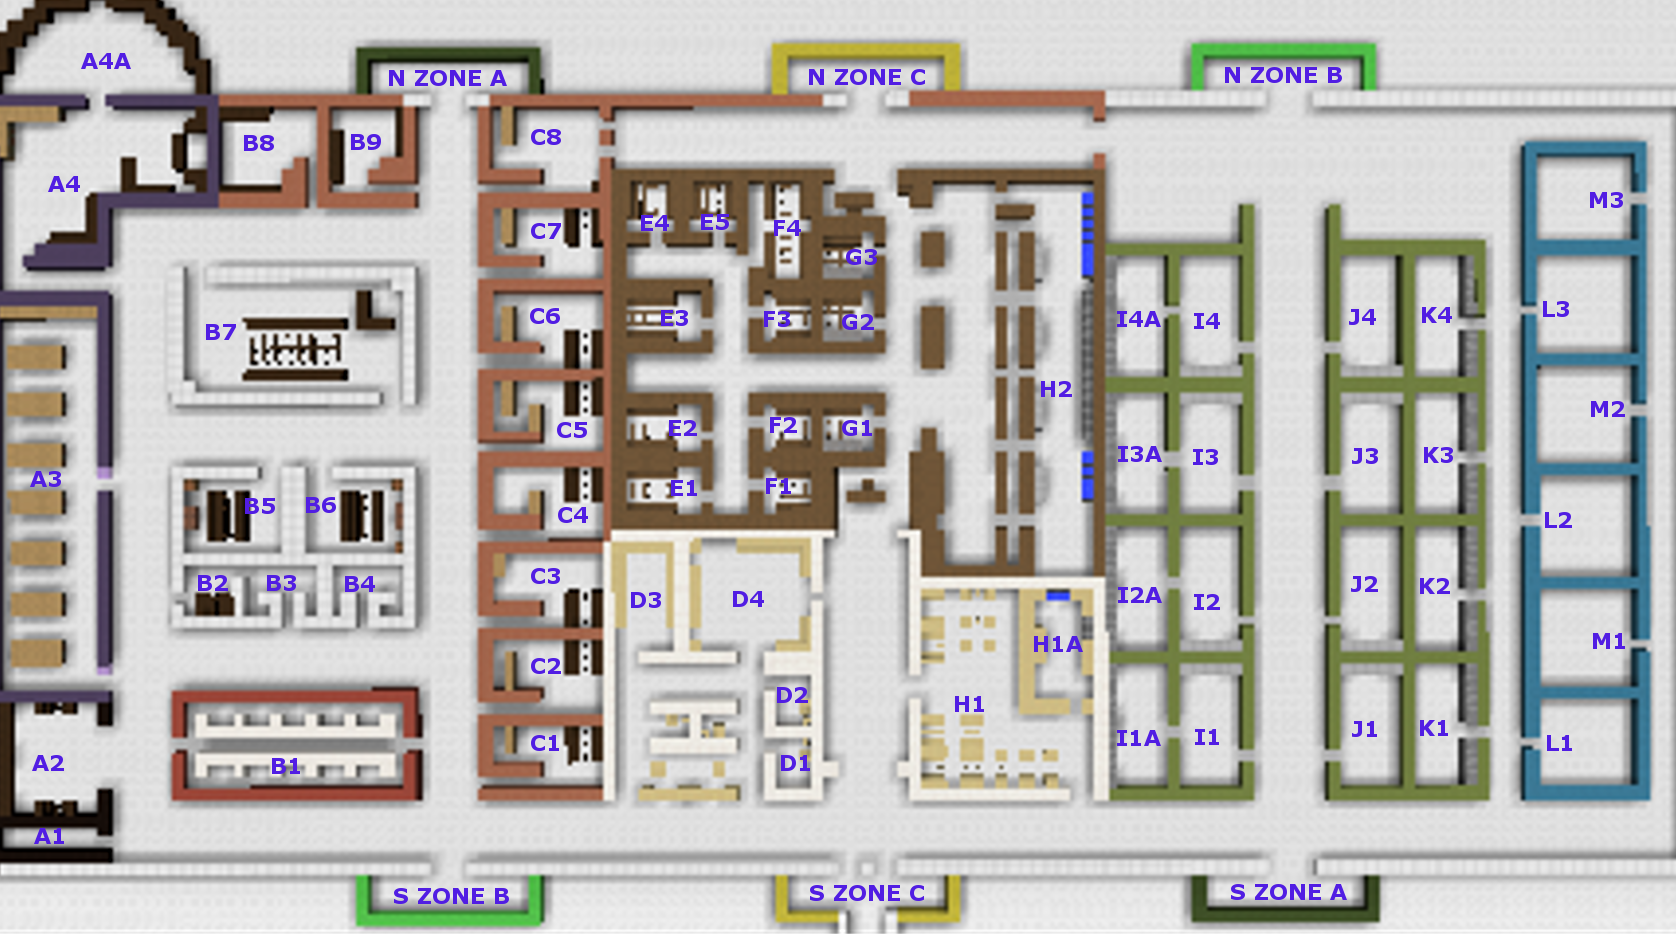 A4A
N ZONE A
N ZONE C
N ZONE B
B8
B9
C8
A4
M3
E4
E5
F4
C7
G3
L3
C6
E3
F3
G2
I4A
I4
J4
K4
B7
H2
M2
C5
E2
F2
G1
I3A
I3
J3
K3
A3
E1
F1
B5
B6
C4
L2
B2
B3
B4
C3
D3
D4
I2A
I2
J2
K2
H1A
M1
C2
D2
H1
C1
I1A
I1
J1
K1
L1
A2
B1
D1
A1
S ZONE B
S ZONE C
S ZONE A